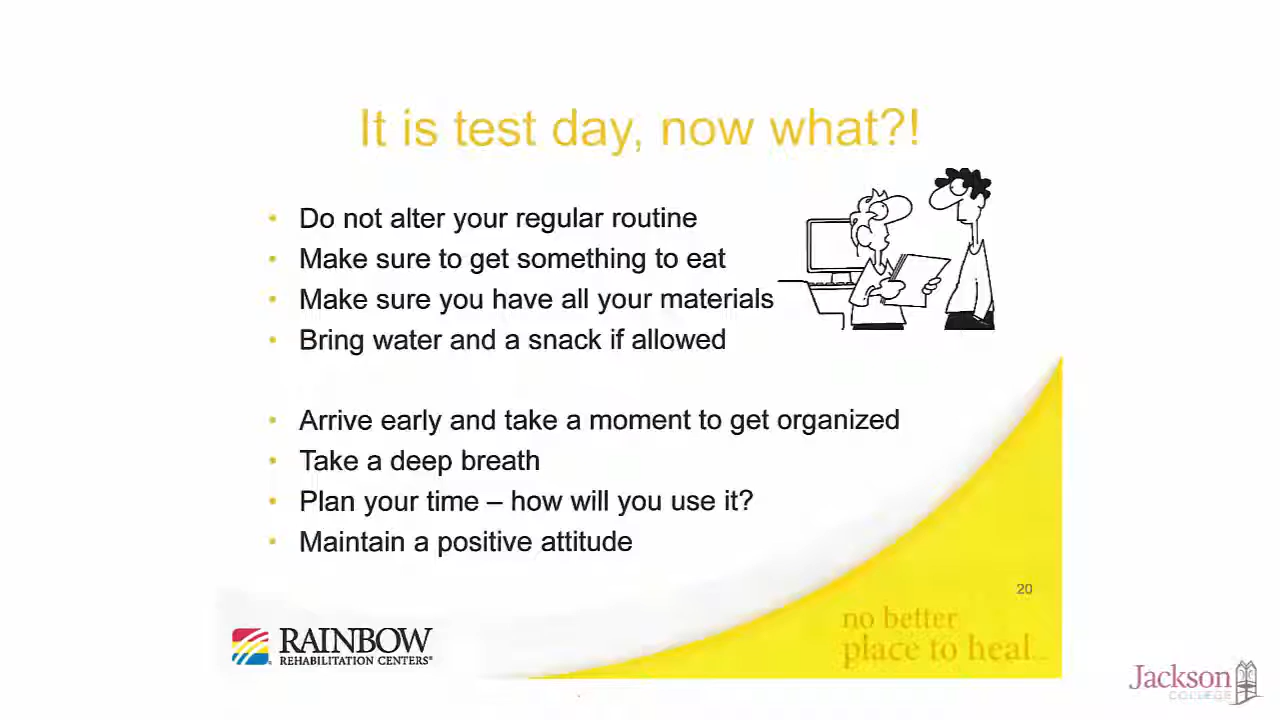 It is test day, now what?!
• Do not alter your regular routine
• Make sure to get something to eat
• Make sure you have all your materials
• Bring water and a snack if allowed
• Arrive early and take a moment to get organized
• Take a deep breath
• Plan your time – how will you use it?
• Maintain a positive attitude
20
no better
place to heal...
RAINBOW
REHABILITATION CENTERS®
Jackson
COLLEGE